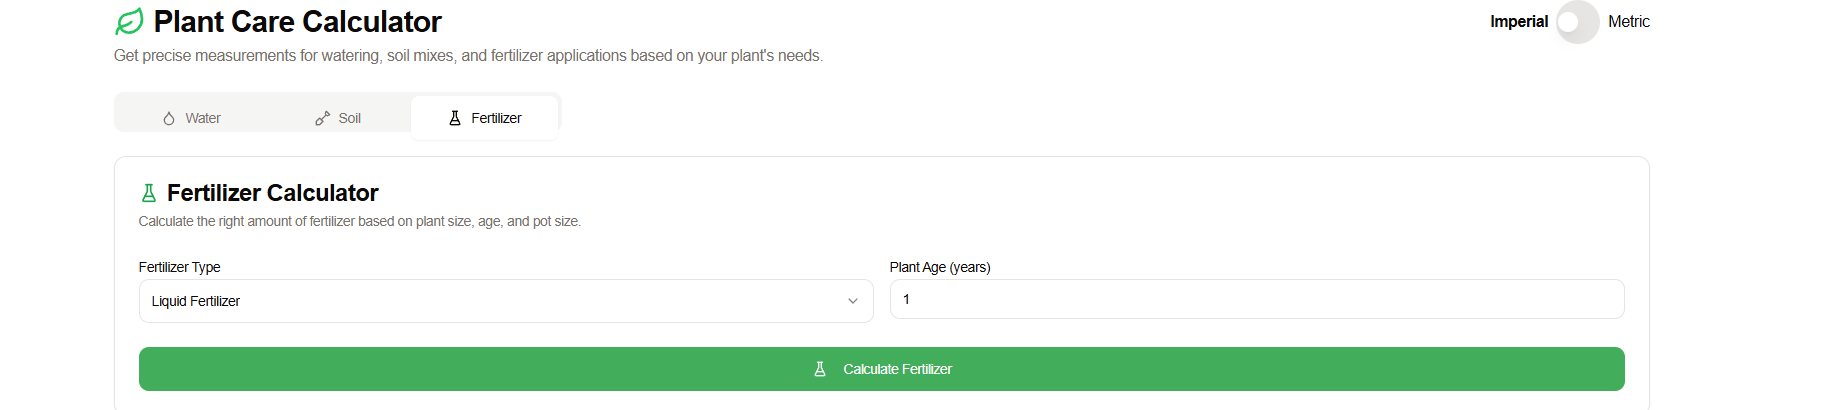 Plant Care Calculator
Imperial Metric
Get precise measurements for watering, soil mixes, and fertilizer applications based on your plant's needs.
Water Soil Fertilizer
Fertilizer Calculator
Calculate the right amount of fertilizer based on plant size, age, and pot size.
Fertilizer Type Plant Age (years)
Liquid Fertilizer 1
Calculate Fertilizer